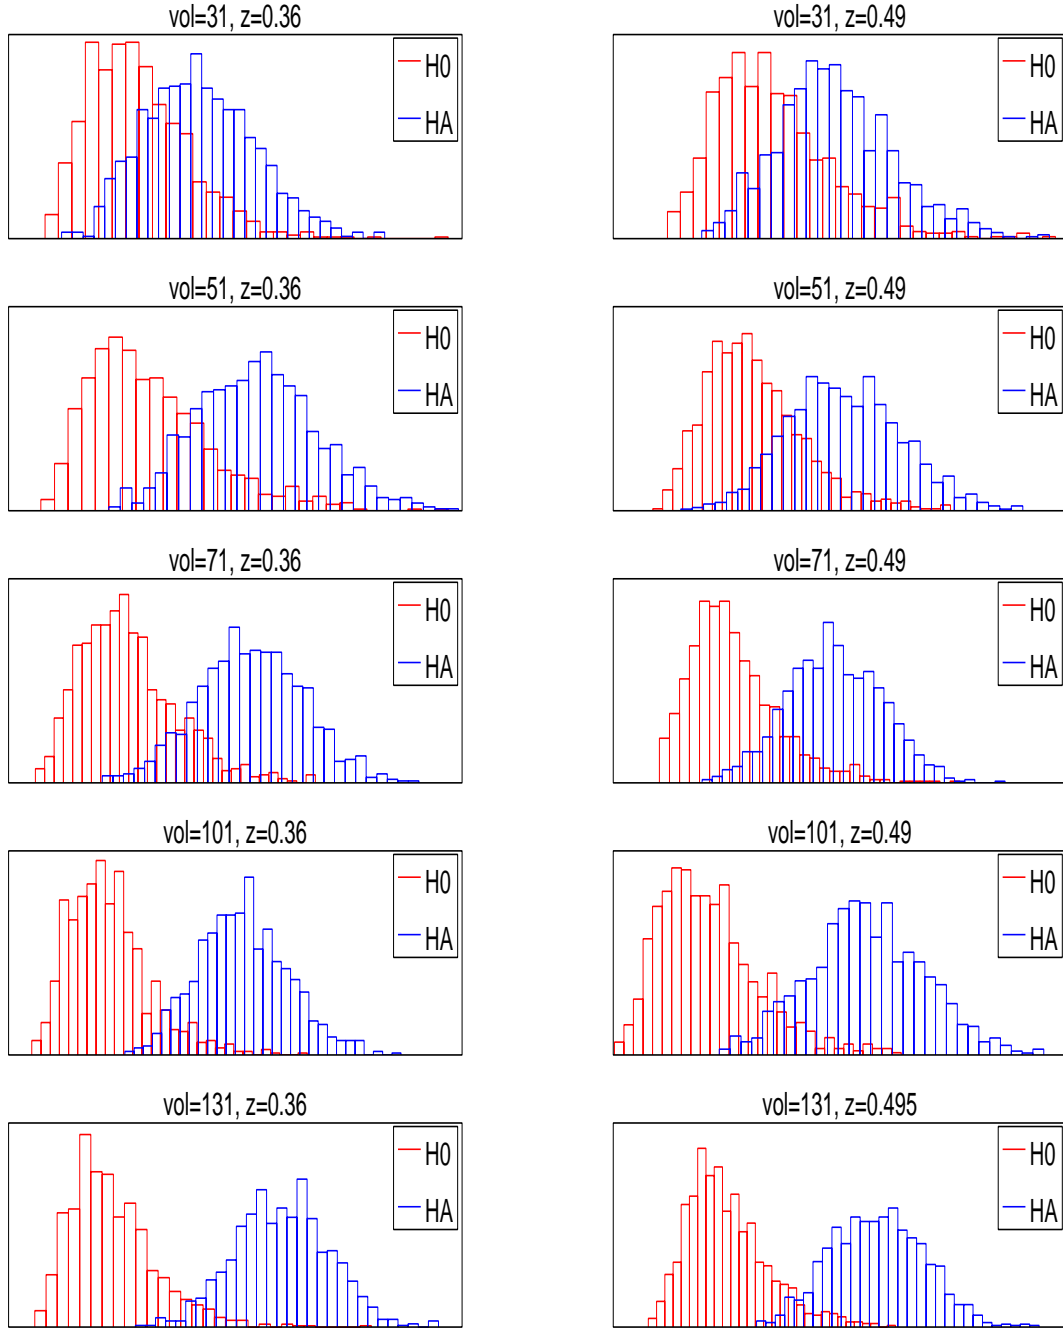 vol=31, z=0.36
H0
HA
vol=31, z=0.49
H0
HA
vol=51, z=0.36
H0
HA
vol=51, z=0.49
H0
HA
vol=71, z=0.36
H0
HA
vol=71, z=0.49
H0
HA
vol=101, z=0.36
H0
HA
vol=101, z=0.49
H0
HA
vol=131, z=0.36
H0
HA
vol=131, z=0.495
H0
HA